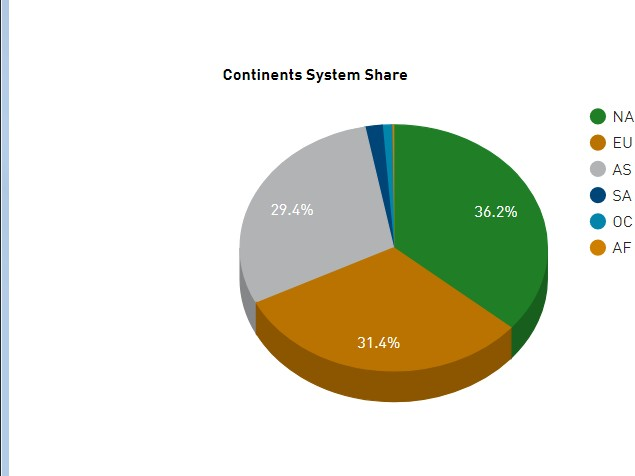 Continents System Share
NA
EU
AS
SA
OC
AF
29.4%
36.2%
31.4%